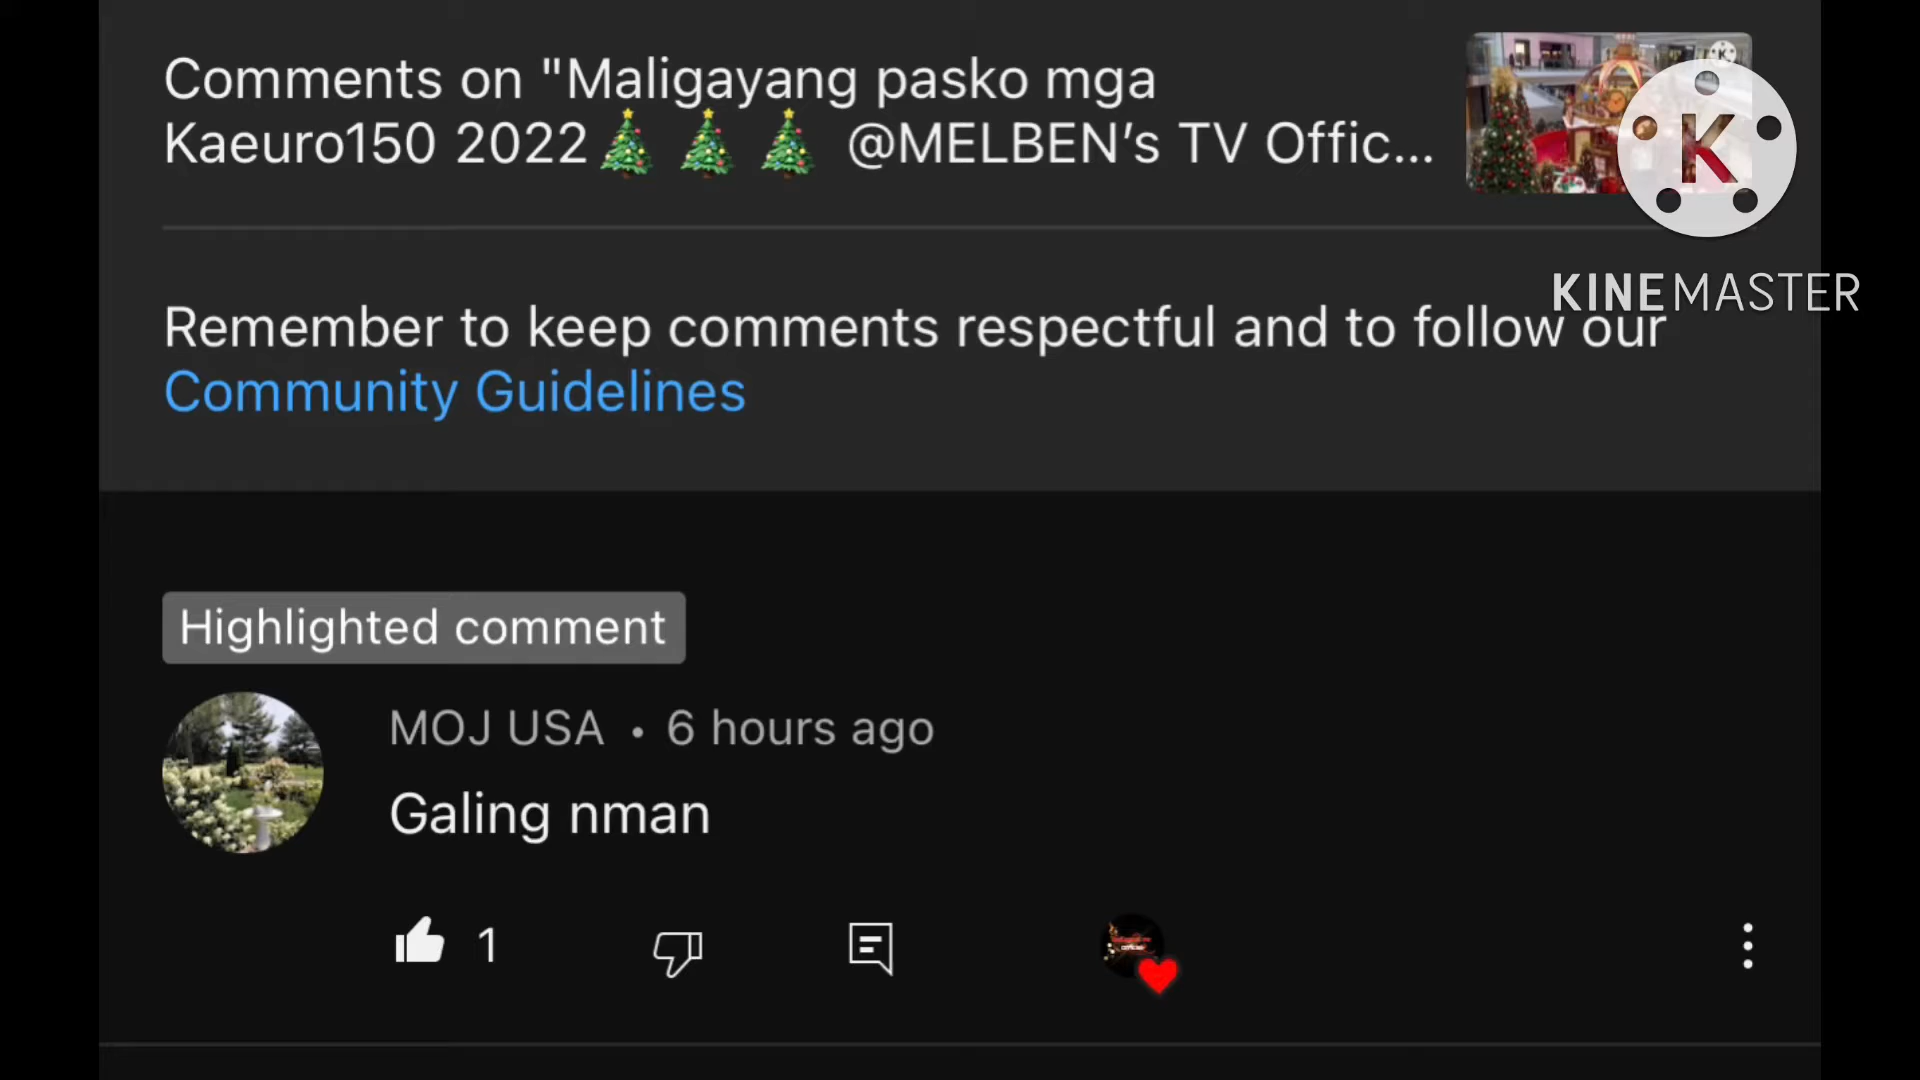 Comments on "Maligayang pasko mga
Kaeuro150 2022🎄🎄🎄 @MELBEN’s TV Offic...
K
KINEMASTER
Remember to keep comments respectful and to follow our
Community Guidelines
Highlighted comment
MOJ USA • 6 hours ago
Galing nman
1